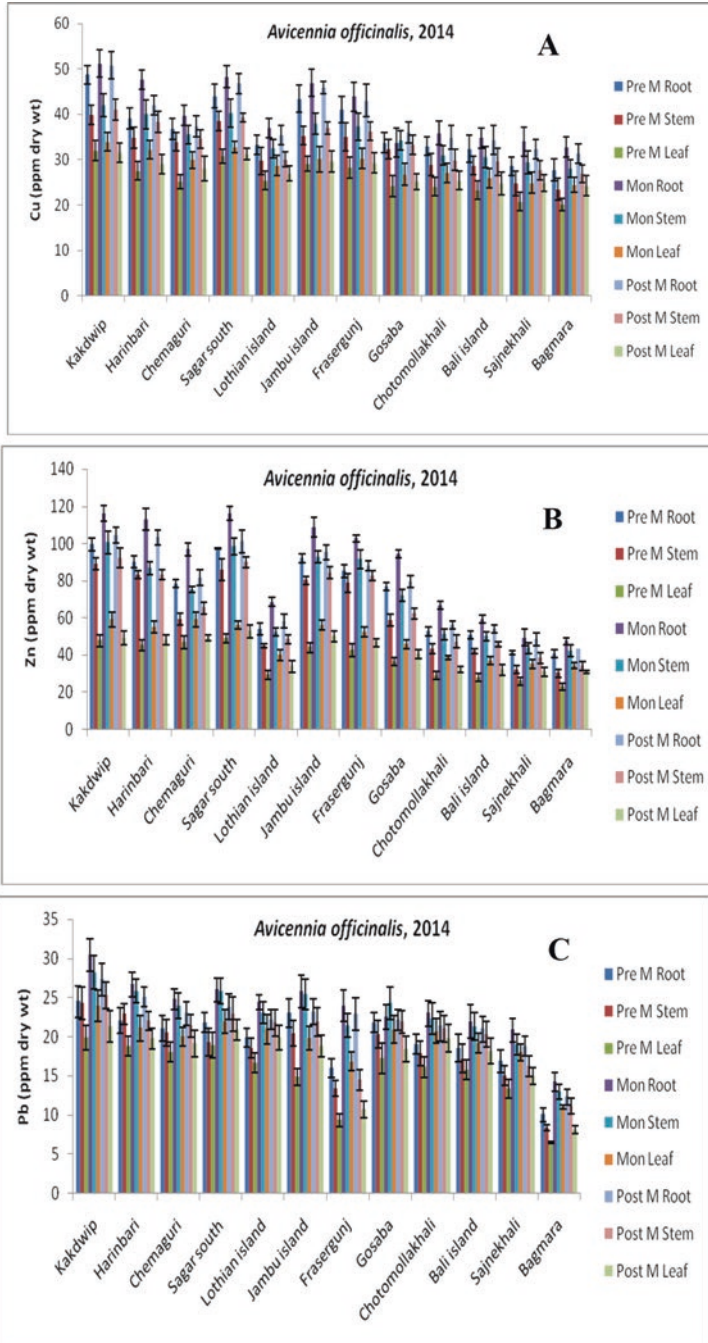 Avicennia officinalis, 2014
A
Cu (ppm dry wt)
60
50
40
30
20
10
0
Kakdwip
Harinbari
Chemaguri
Sagar south
Lothian island
Jambu island
Frasergunj
Gosaba
Chotomollakhali
Bali island
Sajnekhali
Bagmara
Pre M Root
Pre M Stem
Pre M Leaf
Mon Root
Mon Stem
Mon Leaf
Post M Root
Post M Stem
Post M Leaf
Avicennia officinalis, 2014
B
Zn (ppm dry wt)
140
120
100
80
60
40
20
0
Kakdwip
Harinbari
Chemaguri
Sagar south
Lothian island
Jambu island
Frasergunj
Gosaba
Chotomollakhali
Bali island
Sajnekhali
Bagmara
Pre M Root
Pre M Stem
Pre M Leaf
Mon Root
Mon Stem
Mon Leaf
Post M Root
Post M Stem
Post M Leaf
Avicennia officinalis, 2014
C
Pb (ppm dry wt)
35
30
25
20
15
10
5
0
Kakdwip
Harinbari
Chemaguri
Sagar south
Lothian island
Jambu island
Frasergunj
Gosaba
Chotomollakhali
Bali island
Sajnekhali
Bagmara
Pre M Root
Pre M Stem
Pre M Leaf
Mon Root
Mon Stem
Mon Leaf
Post M Root
Post M Stem
Post M Leaf